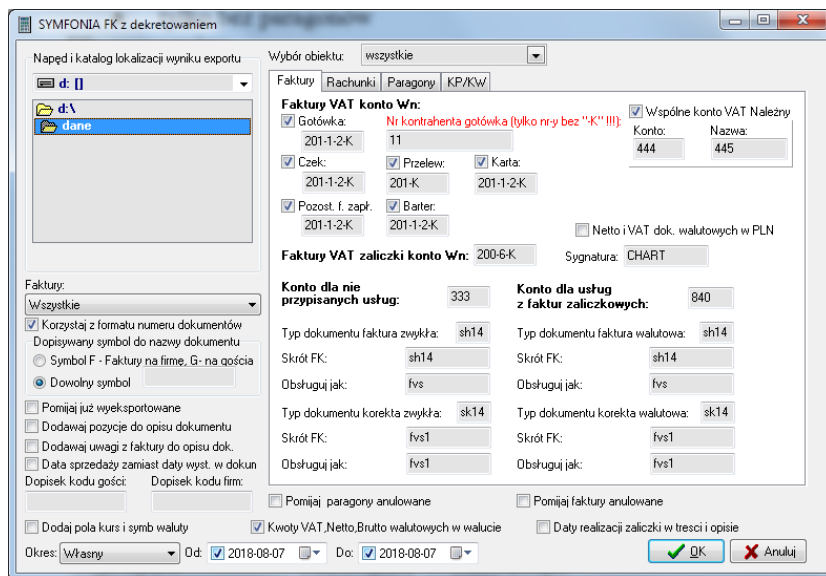 bez paragonów
SYMFONIA FK z dekretowaniem
Napęd i katalog lokalizacji wyniku exportu
d: []
d:\
dane
Wybór obiektu: wszystkie
Faktury Rachunki Paragony KP/KW
Faktury VAT konto Wn:
Gotówka: Nr kontrahenta gotówka (tylko nr-y bez "-K" !!!):
201-1-2-K 11
Wspólne konto VAT Należny
Konto: Nazwa:
444 445
Czek: Przelew: Karta:
201-1-2-K 201-K 201-1-2-K
Pozost. f. zapł. Barter:
201-1-2-K 201-1-2-K
Netto i VAT dok. walutowych w PLN
Faktury VAT zaliczki konto Wn: 200-6-K Sygnatura: CHART
Konto dla nie
przypisanych usług: 333
Konto dla usług
z faktur zaliczkowych: 840
Typ dokumentu faktura zwykła: sh14 Typ dokumentu faktura walutowa: sh14
Skrót FK: sh14 Skrót FK: sh14
Obsługuj jak: fvs Obsługuj jak: fvs
Typ dokumentu korekta zwykła: sk14 Typ dokumentu korekta walutowa: sk14
Skrót FK: fvs1 Skrót FK: fvs1
Obsługuj jak: fvs1 Obsługuj jak: fvs1
Faktury:
Wszystkie
Korzystaj z formatu numeru dokumentów
Dopisywany symbol do nazwy dokumentu
Symbol F - Faktury na firmę, G- na gościa
Dowolny symbol
Pomijaj już wyeksportowane
Dodawaj pozycje do opisu dokumentu
Dodawaj uwagi z faktury do opisu dok.
Data sprzedaży zamiast daty wyst. w dokun
Dopisek kodu gości: Dopisek kodu firm:
Pomijaj paragony anulowane Pomijaj faktury anulowane
Dodaj pola kurs i symb waluty Kwoty VAT,Netto,Brutto walutowych w walucie Daty realizacji zaliczki w tresci i opisie
Okres: Własny Od: 2018-08-07 Do: 2018-08-07 OK Anuluj